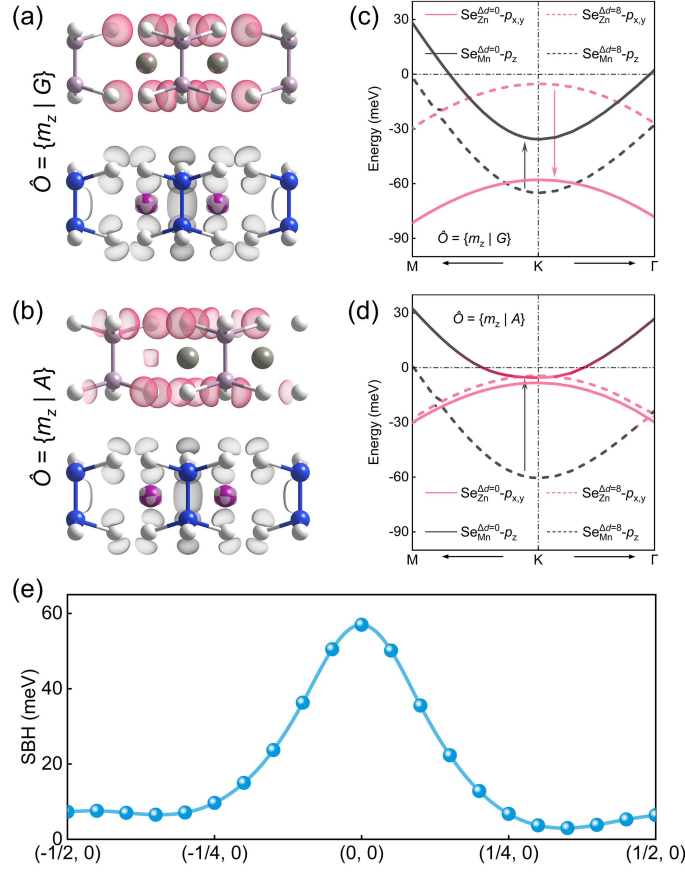 (a)
Ô = {m_z | G}
(b)
Ô = {m_z | A}
(c)
Energy (meV)
30
0
-30
-60
-90
Se_Zn^Δd=0-p_x,y
Se_Mn^Δd=0-p_z
Se_Zn^Δd=8-p_x,y
Se_Mn^Δd=8-p_z
Ô = {m_z | G}
M
K
Γ
(d)
Energy (meV)
30
0
-30
-60
-90
Ô = {m_z | A}
Se_Zn^Δd=0-p_x,y
Se_Mn^Δd=0-p_z
Se_Zn^Δd=8-p_x,y
Se_Mn^Δd=8-p_z
M
K
Γ
(e)
SBH (meV)
60
40
20
0
(-1/2, 0)
(-1/4, 0)
(0, 0)
(1/4, 0)
(1/2, 0)